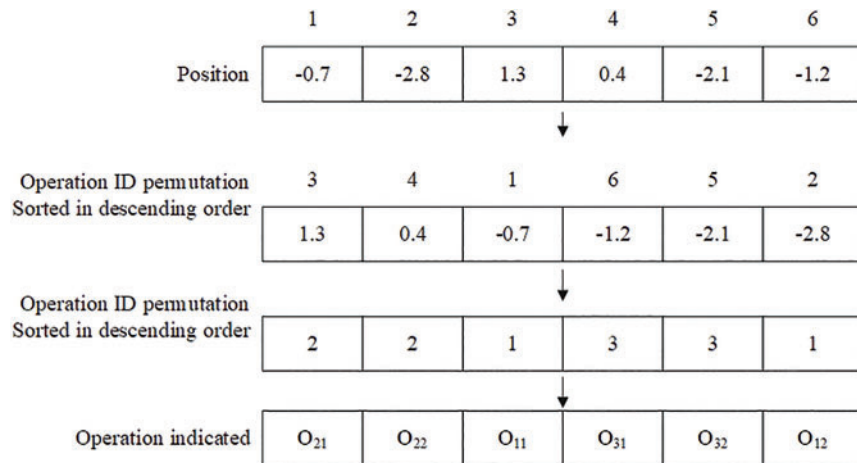 1 2 3 4 5 6
Position -0.7 -2.8 1.3 0.4 -2.1 -1.2
Operation ID permutation 3 4 1 6 5 2
Sorted in descending order
1.3 0.4 -0.7 -1.2 -2.1 -2.8
Operation ID permutation
Sorted in descending order
2 2 1 3 3 1
Operation indicated O₂₁ O₂₂ O₁₁ O₃₁ O₃₂ O₁₂